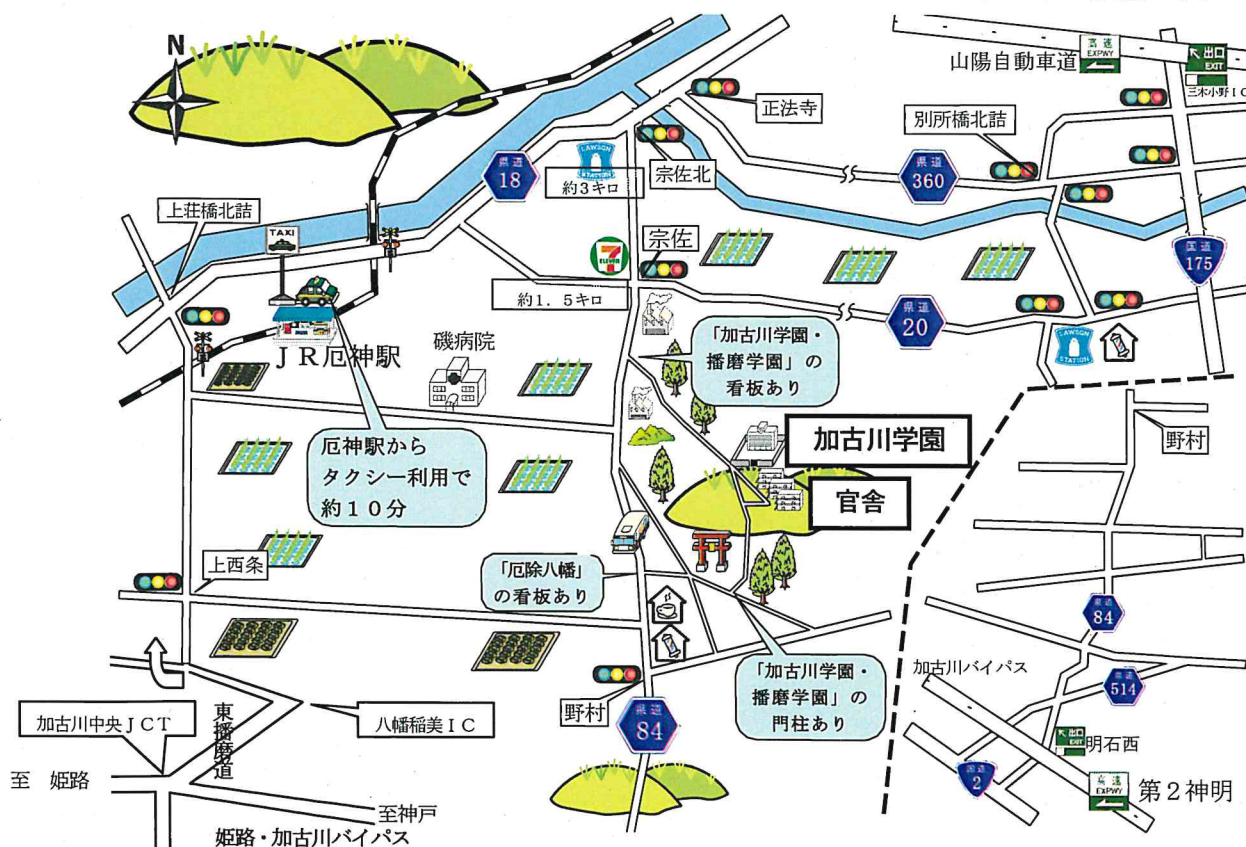 N
山陽自動車道
高速
EXPWY
出口
EXIT
三木小野IC
正法寺
別所橋北詰
県道
18
LAWSON
STATION
約3キロ
宗佐北
県道
360
上荘橋北詰
TAXI
7
ELEVEN
宗佐
国道
175
約1.5キロ
県道
20
LAWSON
STATION
JR厄神駅
磯病院
「加古川学園・
播磨学園」の
看板あり
厄神駅から
タクシー利用で
約10分
加古川学園
官舎
野村
上西条
「厄除八幡」
の看板あり
県道
84
加古川バイパス
県道
514
「加古川学園・
播磨学園」の
門柱あり
野村
県道
84
東播磨道
加古川中央JCT
八幡稲美IC
出口
EXIT
明石西
国道
2
高速
EXPWY
第2神明
至 姫路
至神戸
姫路・加古川バイパス